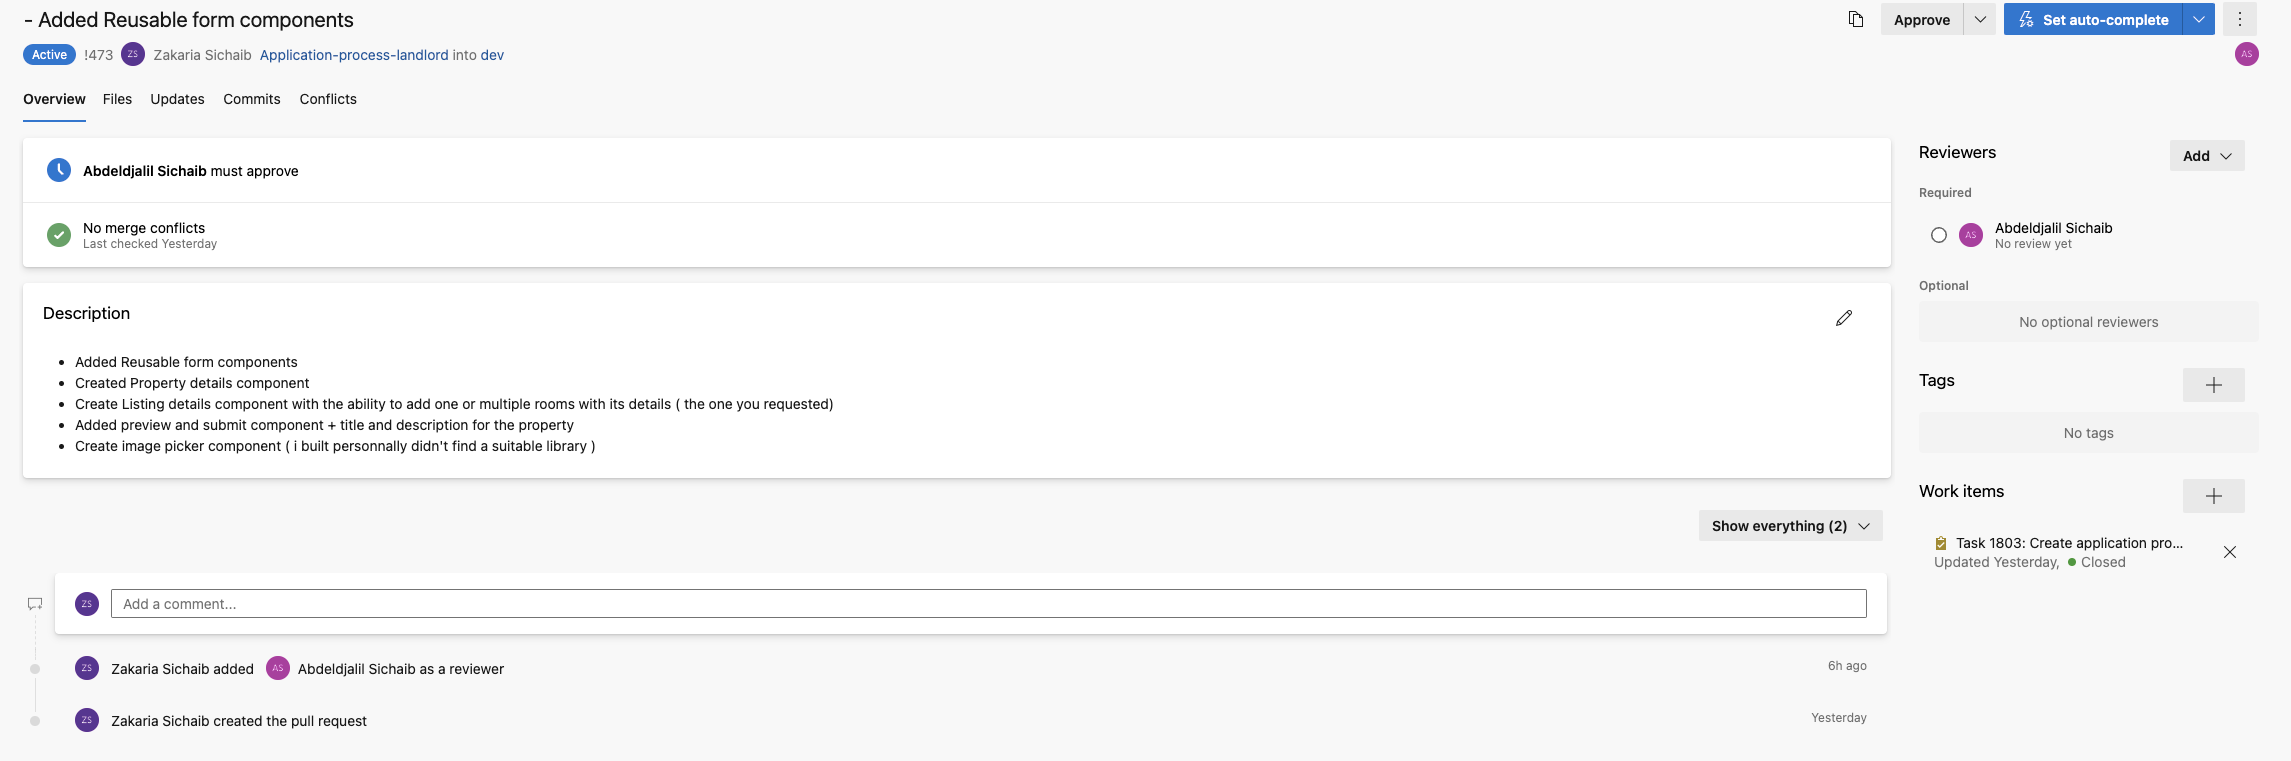 - Added Reusable form components
Approve
Set auto-complete
Active !473 ZS Zakaria Sichaib Application-process-landlord into dev
AS
Overview Files Updates Commits Conflicts
Abdeldjalil Sichaib must approve
No merge conflicts
Last checked Yesterday
Description
• Added Reusable form components
• Created Property details component
• Create Listing details component with the ability to add one or multiple rooms with its details ( the one you requested)
• Added preview and submit component + title and description for the property
• Create image picker component ( i built personnally didn't find a suitable library )
Show everything (2)
ZS Add a comment...
ZS Zakaria Sichaib added AS Abdeldjalil Sichaib as a reviewer 6h ago
ZS Zakaria Sichaib created the pull request Yesterday
Reviewers Add
Required
AS Abdeldjalil Sichaib
No review yet
Optional
No optional reviewers
Tags
No tags
Work items
Task 1803: Create application pro...
Updated Yesterday, Closed